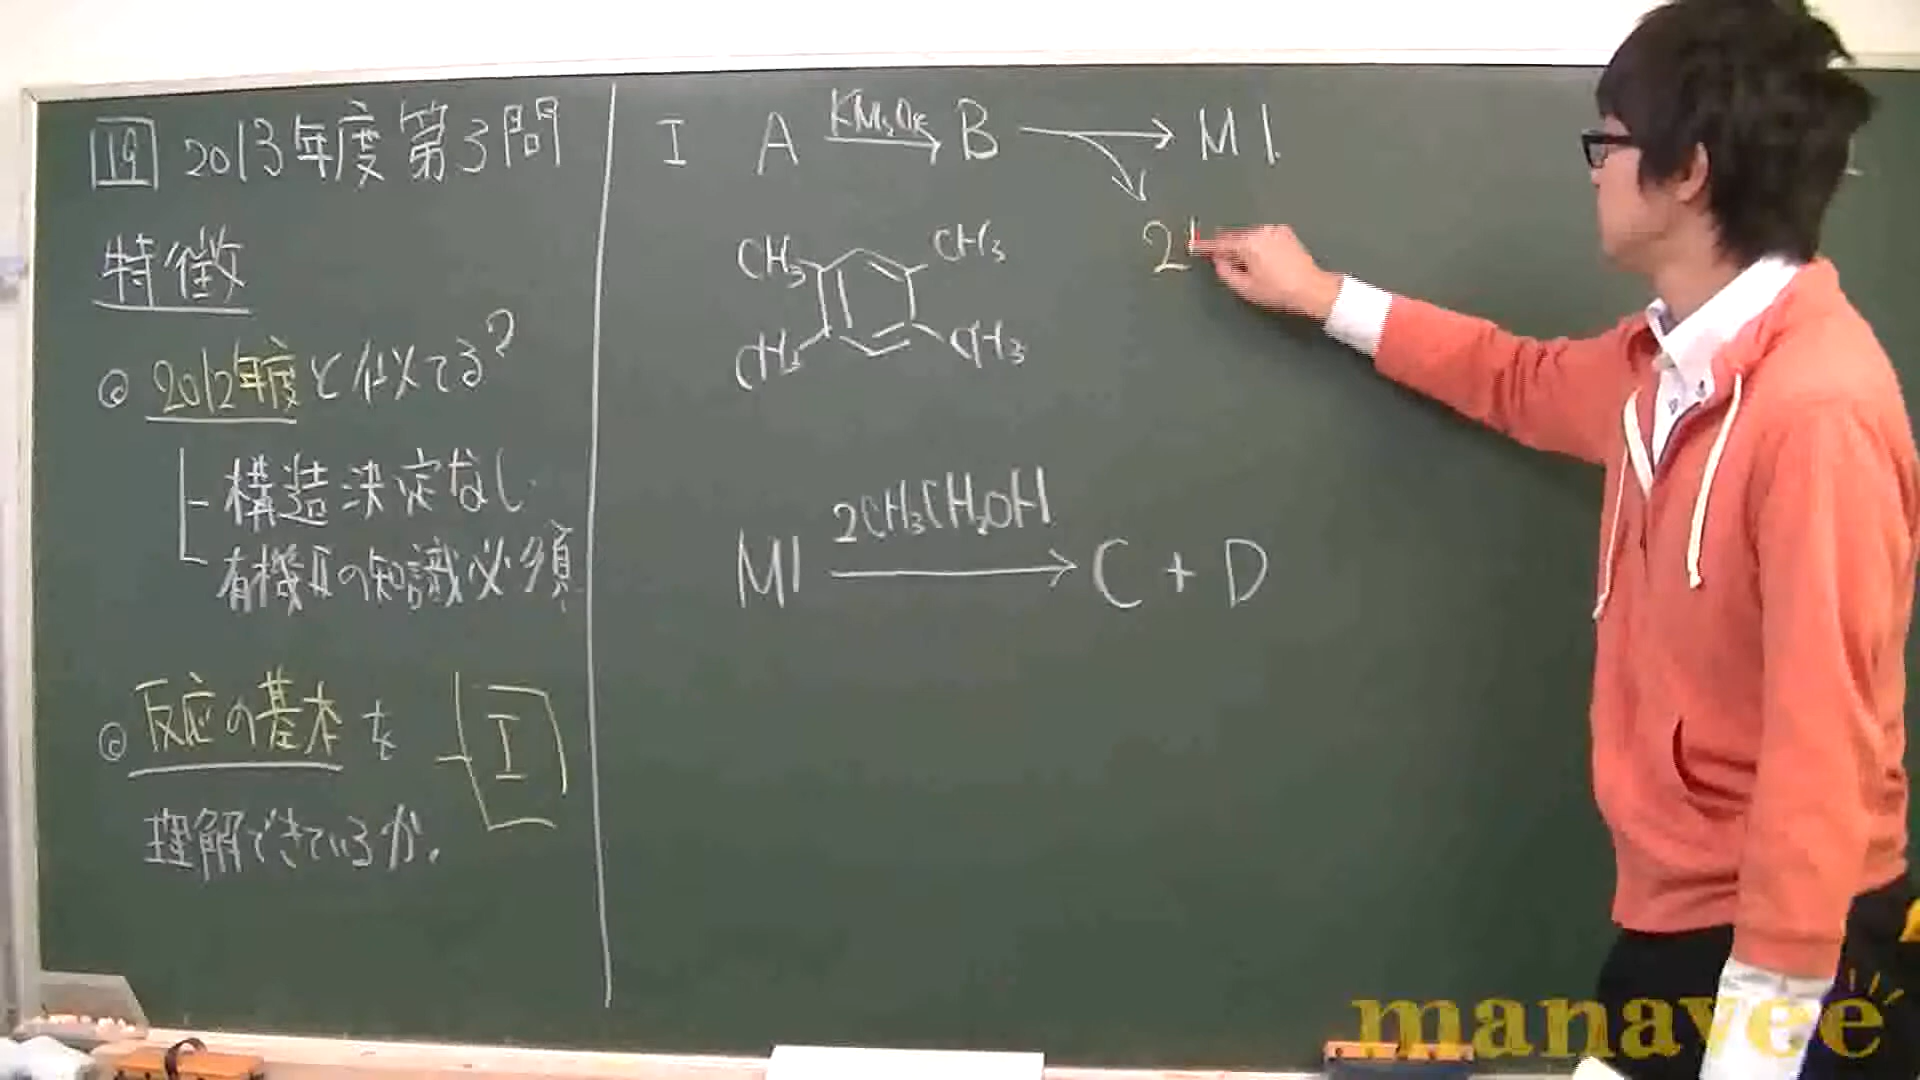 19 2013年度第3問
特徴
◎ 2012年度と似てる?
構造決定なし
有機IIの知識必須
◎ 反応の基本を
理解できているか。
I
I A KMnO4 B M1
CH3 CH3
CH3 CH3
2
M1 2CH3CH2OH C + D
manavee